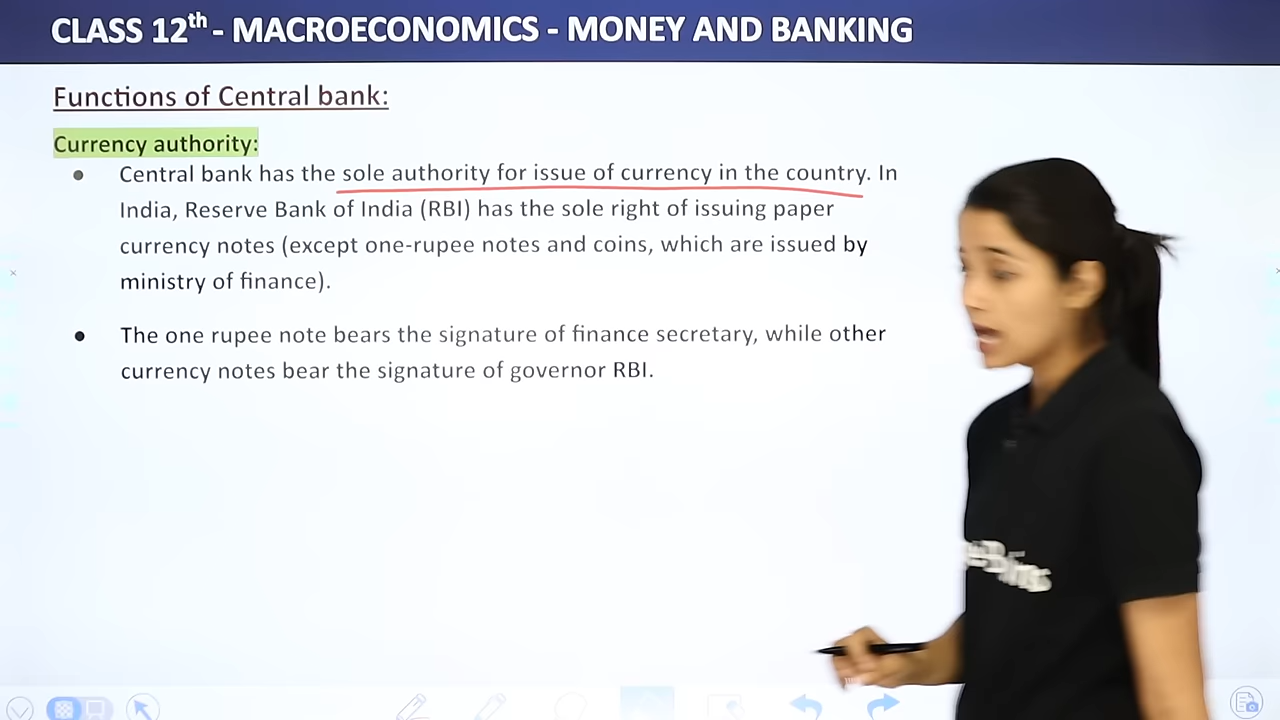 CLASS 12th - MACROECONOMICS - MONEY AND BANKING
Functions of Central bank:
Currency authority:
● Central bank has the sole authority for issue of currency in the country. In
India, Reserve Bank of India (RBI) has the sole right of issuing paper
currency notes (except one-rupee notes and coins, which are issued by
ministry of finance).
● The one rupee note bears the signature of finance secretary, while other
currency notes bear the signature of governor RBI.